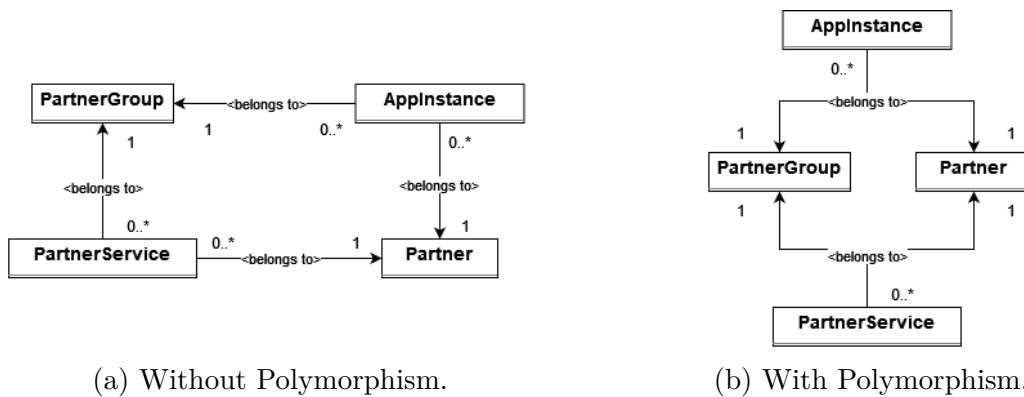 PartnerGroup
1
1
<belongs to>
0..*
AppInstance
0..*
<belongs to>
<belongs to>
0..*
PartnerService
0..*
<belongs to>
1
1
Partner
(a) Without Polymorphism.
AppInstance
0..*
<belongs to>
1
1
PartnerGroup
Partner
1
1
<belongs to>
0..*
PartnerService
(b) With Polymorphism.